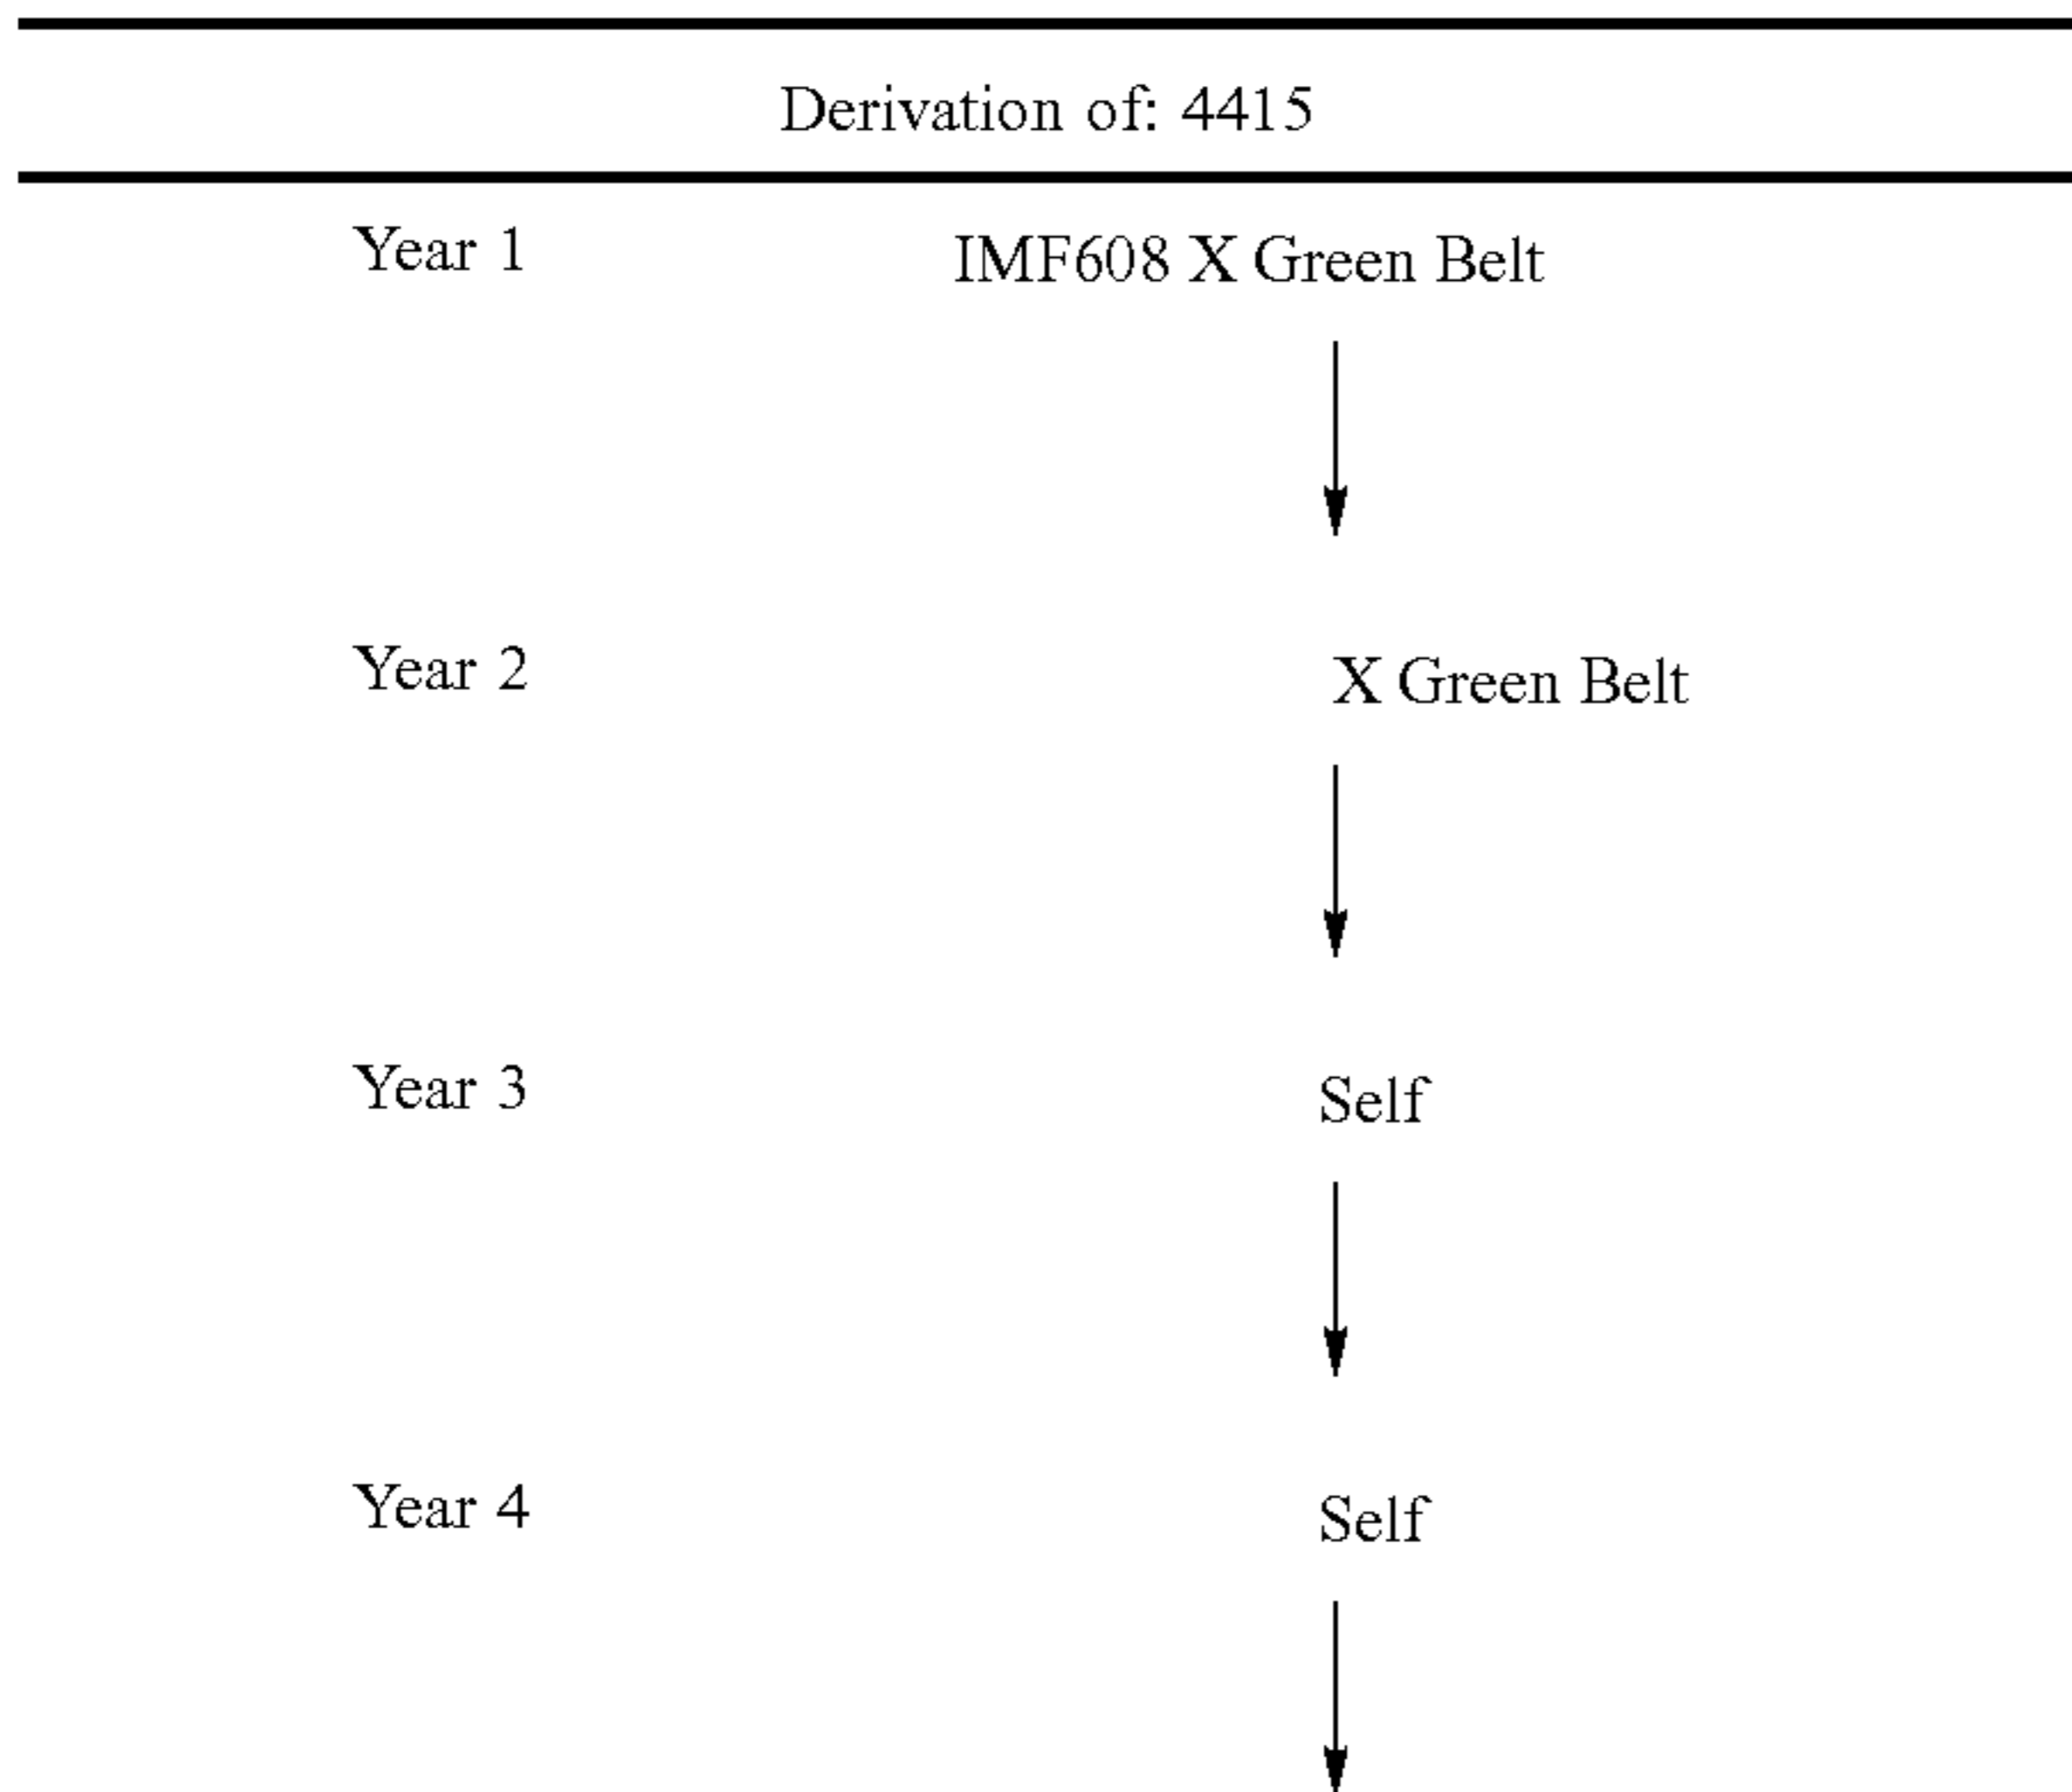 Derivation of: 4415
Year 1 IMF608 X Green Belt
Year 2 X Green Belt
Year 3 Self
Year 4 Self